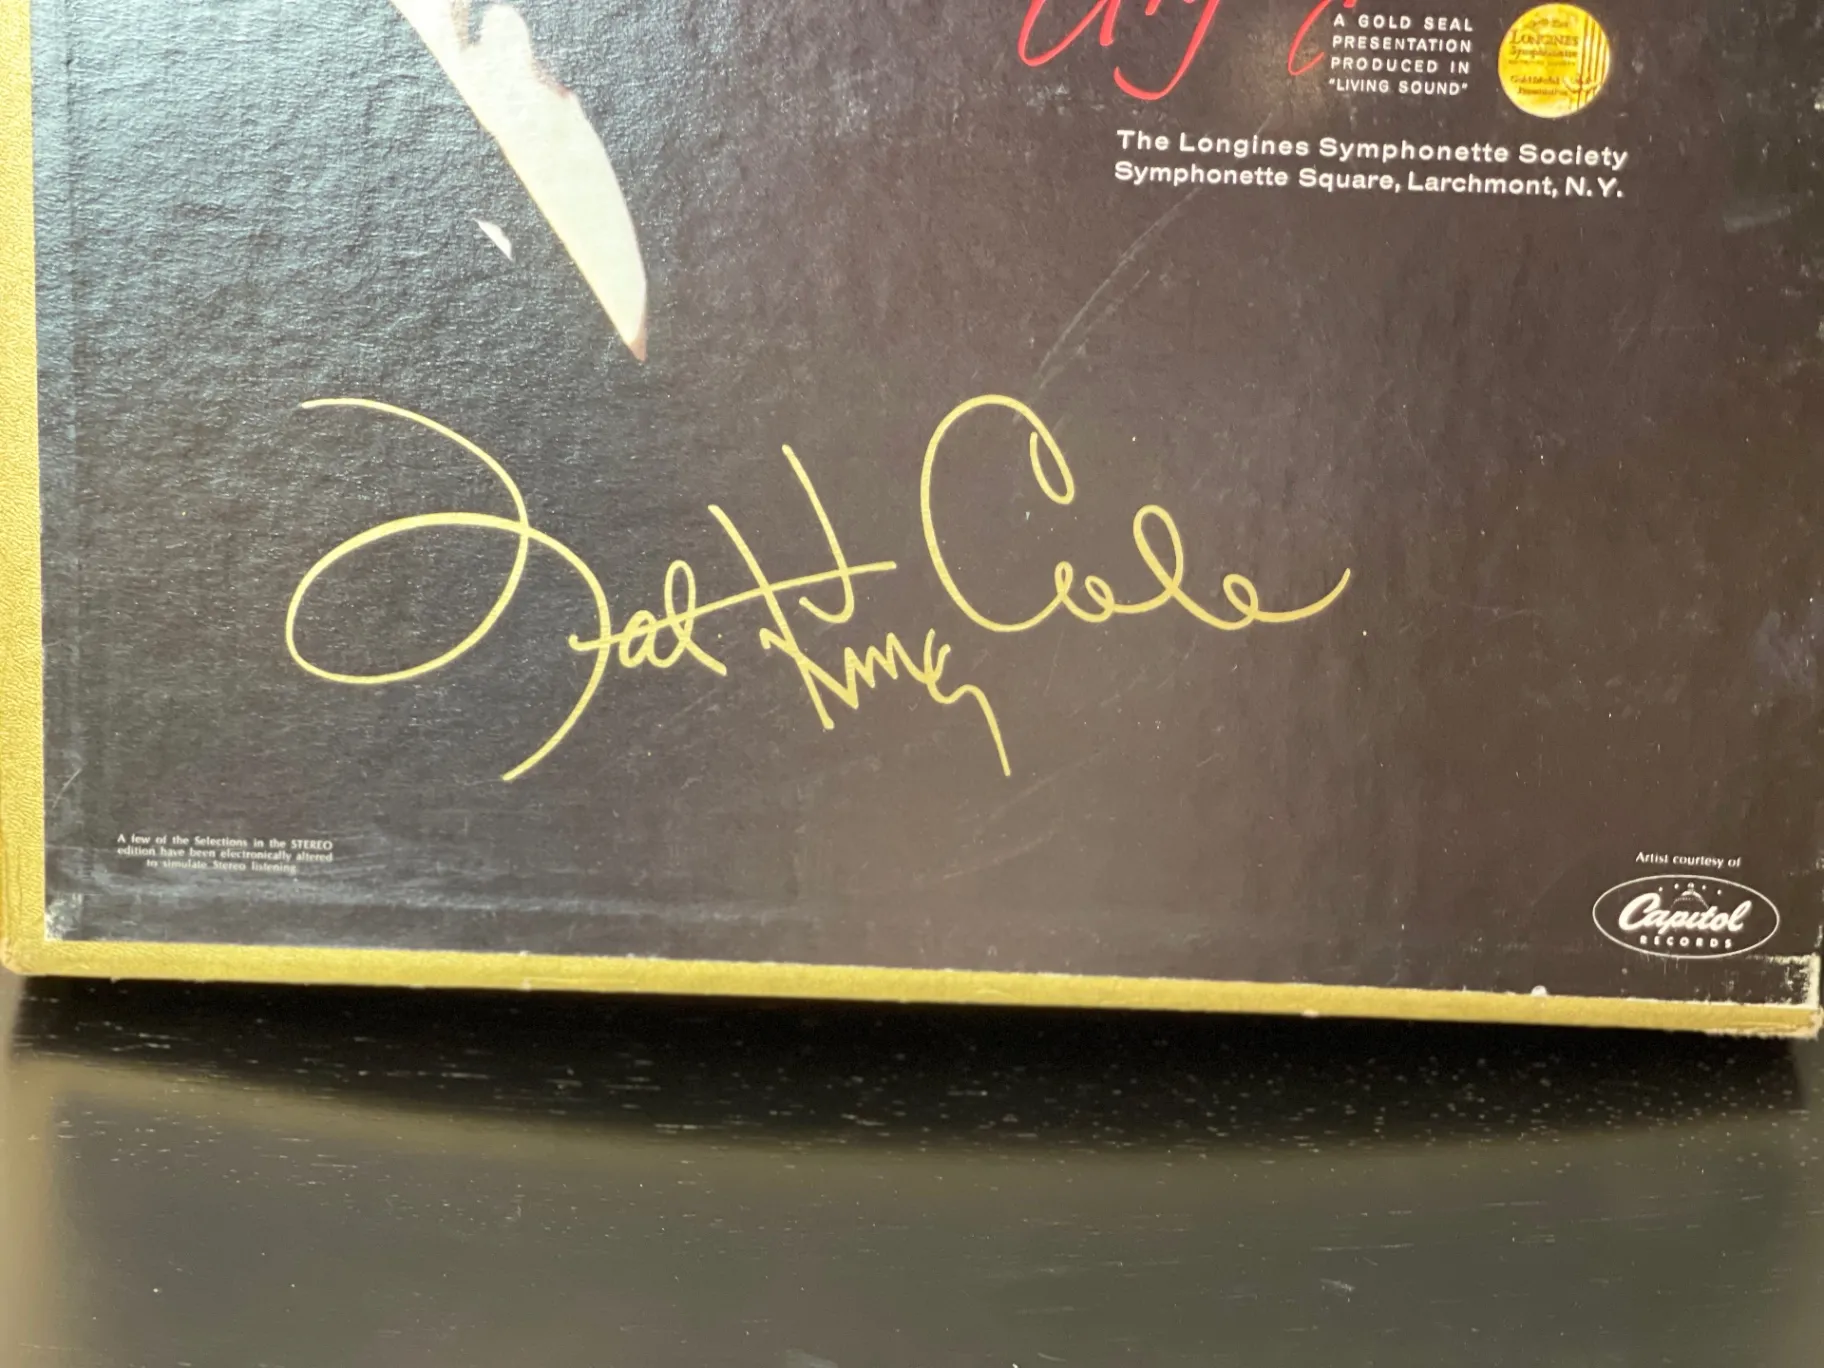 A GOLD SEAL
PRESENTATION
PRODUCED IN
"LIVING SOUND"
LONGINES
Symphonette
The Longines Symphonette Society
Symphonette Square, Larchmont, N.Y.
Nat King Cole
A few of the Selections in the STEREO
edition have been electronically altered
to simulate Stereo listening
Artist courtesy of
Capitol
RECORDS